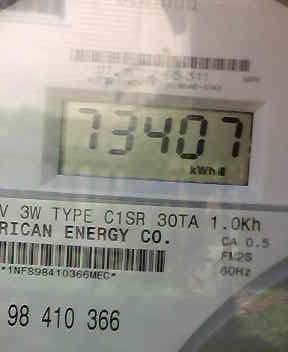 73407
kWh
V 3W TYPE C1SR 30TA 1.0Kh
RICAN ENERGY CO.
CA 0.5
FM2S
60Hz
*1NFS98410366MEC*
98 410 366